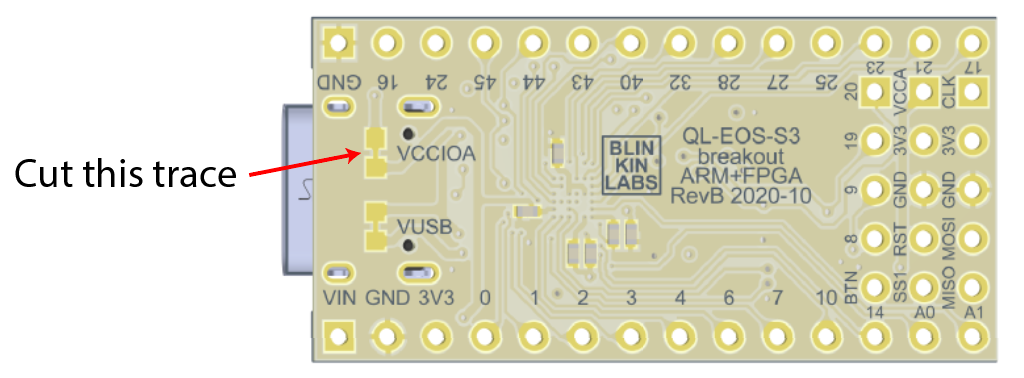 GND 16 24 45 44 43 40 32 28 27 25 23 21 17
20 VCCA CLK
Cut this trace
VCCIOA
BLIN
KIN
LABS
QL-EOS-S3
breakout
ARM+FPGA
RevB 2020-10
19 3V3 3V3
9 GND GND
VUSB
8 RST MOSI
BTN SS1 MISO
VIN GND 3V3 0 1 2 3 4 6 7 10 14 A0 A1